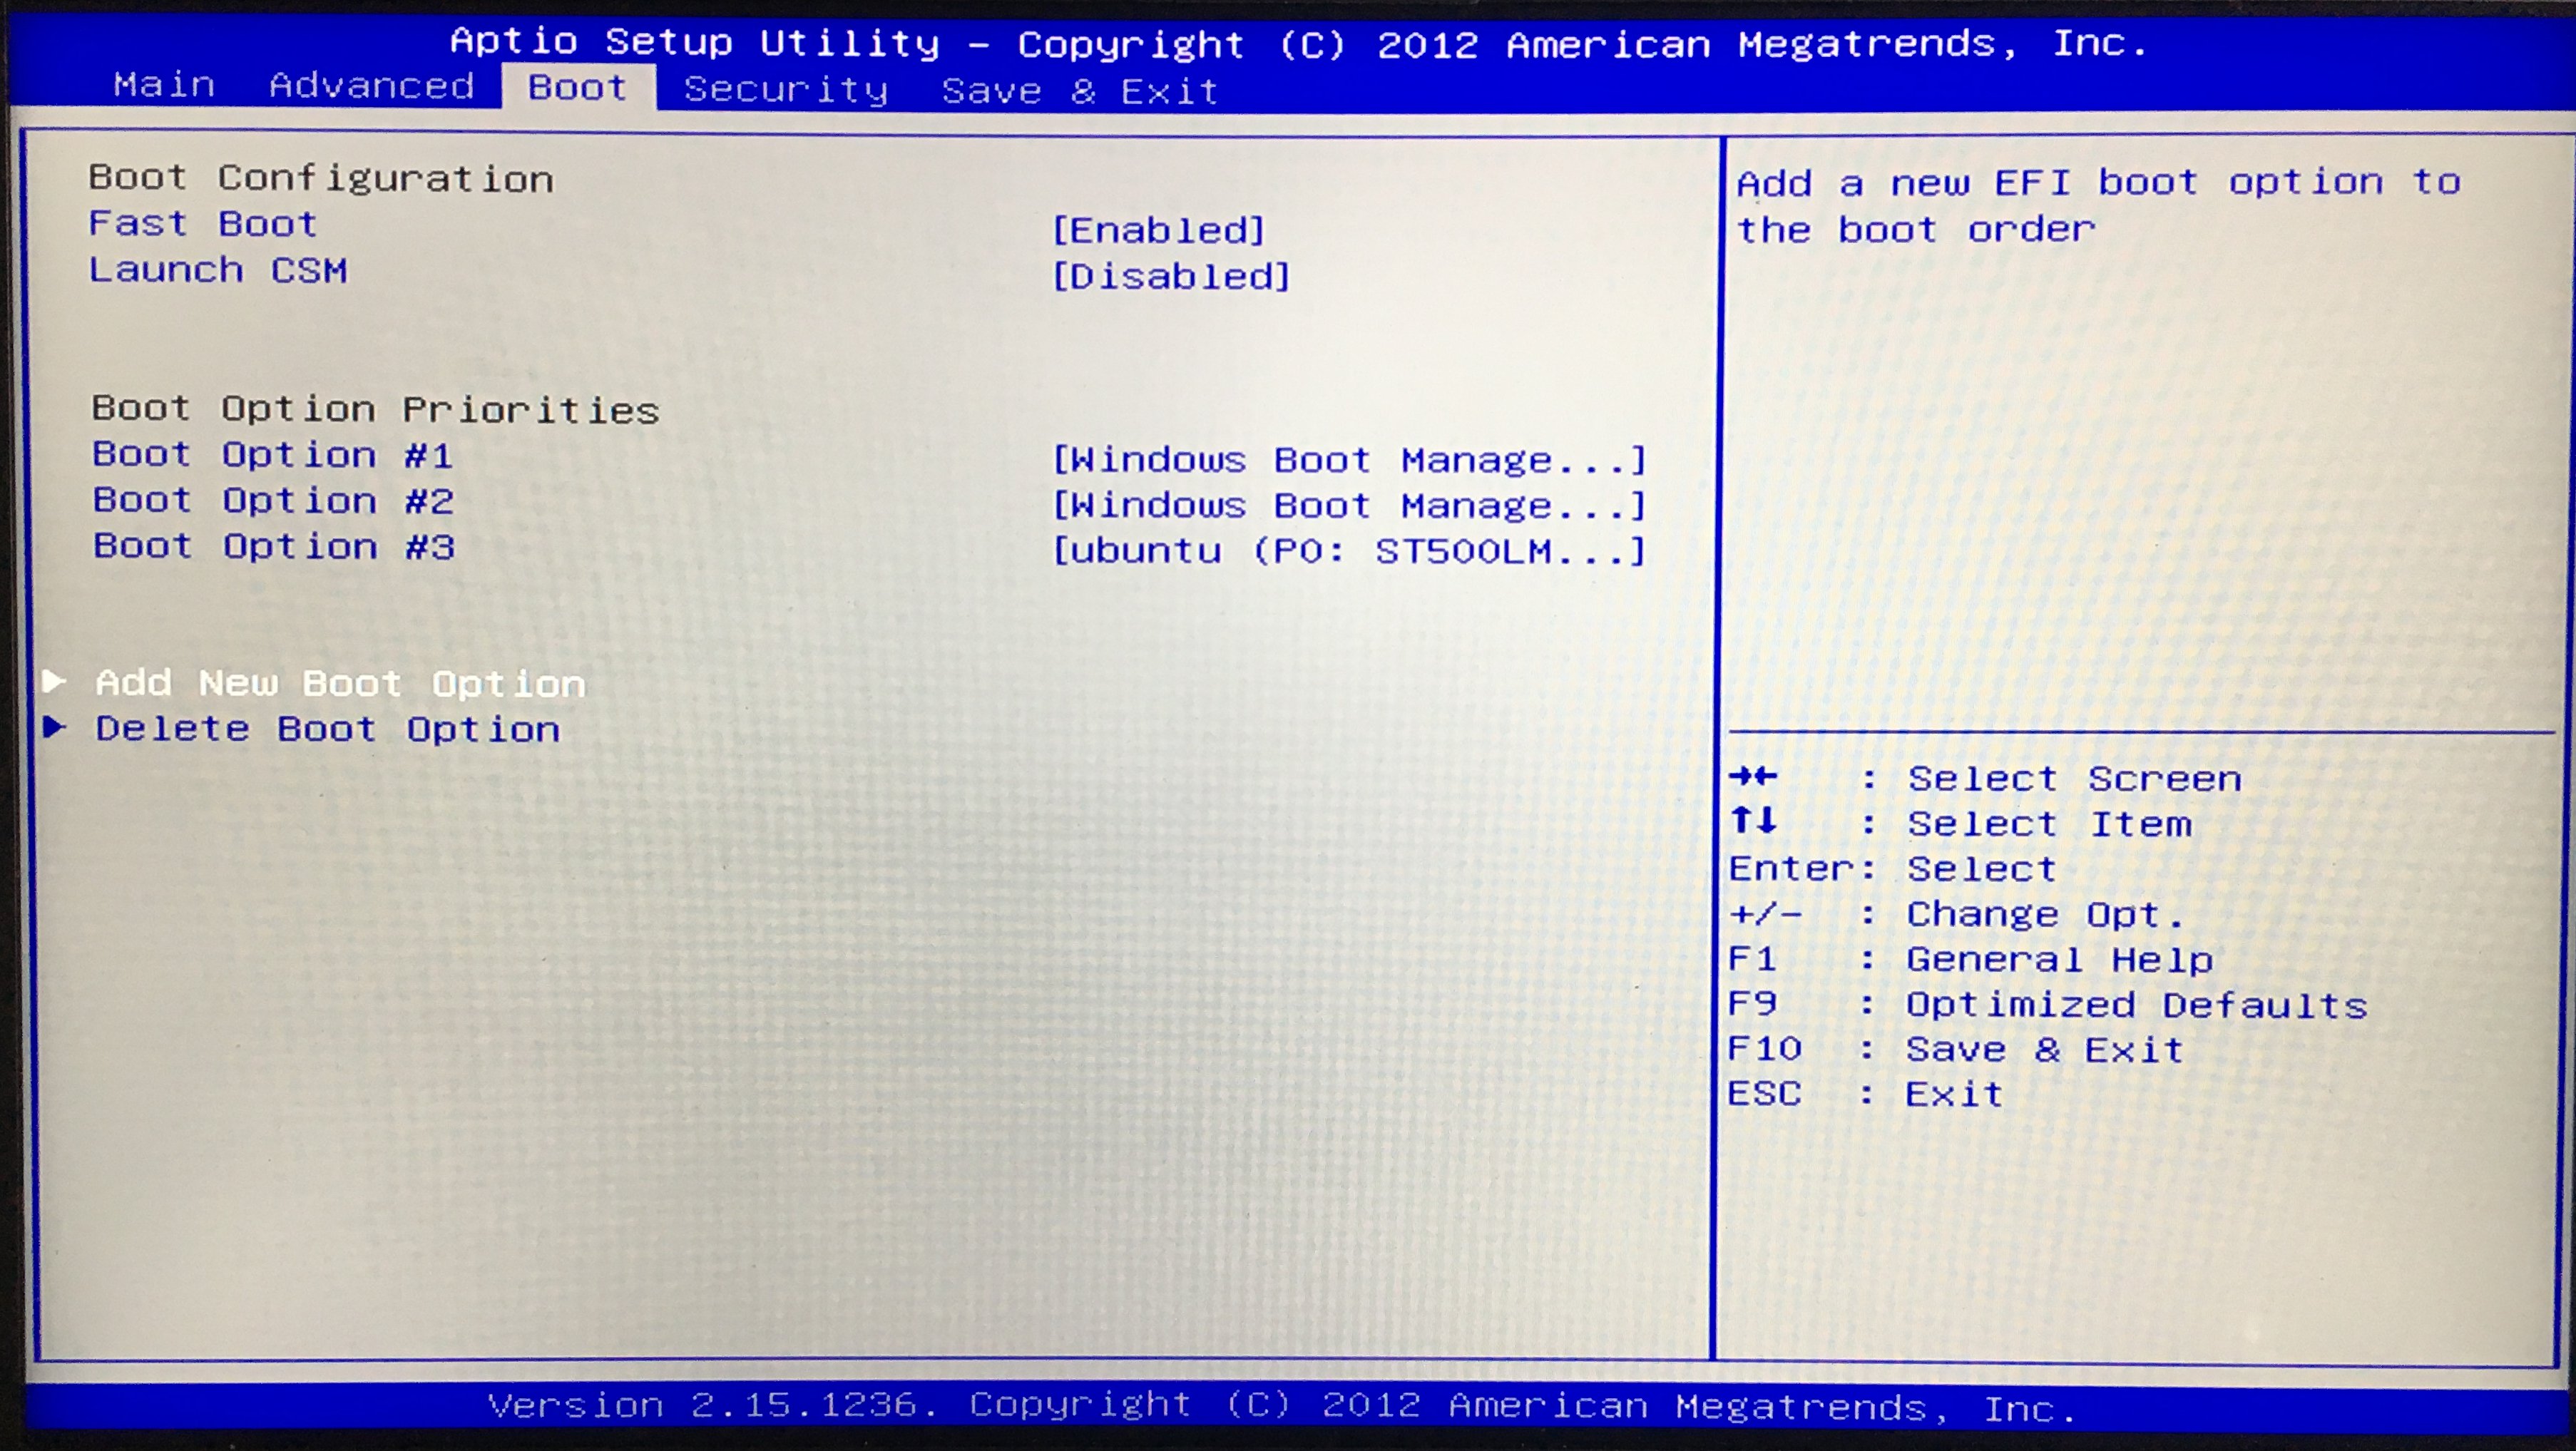 Aptio Setup Utility – Copyright (C) 2012 American Megatrends, Inc.
Main Advanced Boot Security Save & Exit
Boot Configuration
Fast Boot [Enabled]
Launch CSM [Disabled]
Boot Option Priorities
Boot Option #1 [Windows Boot Manage...]
Boot Option #2 [Windows Boot Manage...]
Boot Option #3 [ubuntu (P0: ST500LM...]
► Add New Boot Option
► Delete Boot Option
Add a new EFI boot option to
the boot order
→← : Select Screen
↑↓ : Select Item
Enter: Select
+/- : Change Opt.
F1 : General Help
F9 : Optimized Defaults
F10 : Save & Exit
ESC : Exit
Version 2.15.1236. Copyright (C) 2012 American Megatrends, Inc.